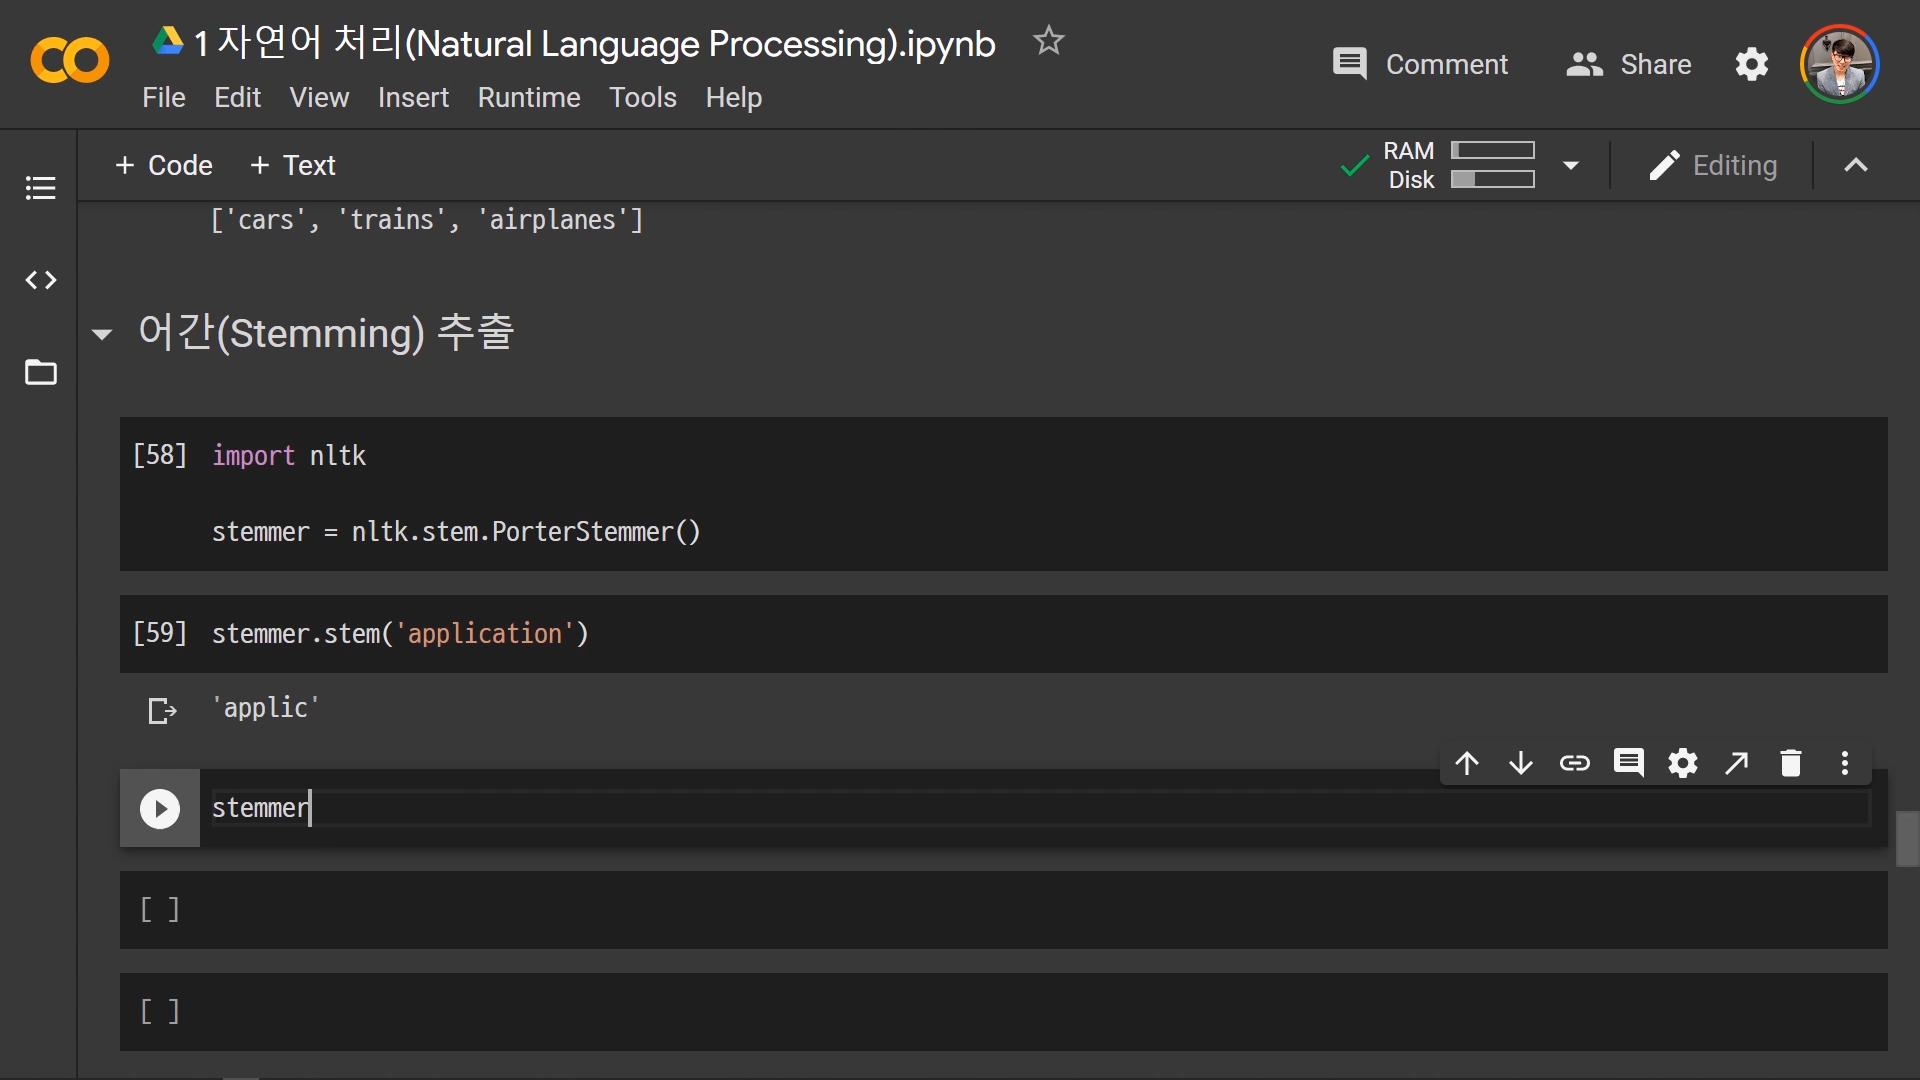 1 자연어 처리(Natural Language Processing).ipynb
Comment
Share
File Edit View Insert Runtime Tools Help
+ Code + Text
RAM
Disk
Editing
['cars', 'trains', 'airplanes']
어간(Stemming) 추출
[58] import nltk
stemmer = nltk.stem.PorterStemmer()
[59] stemmer.stem('application')
'applic'
stemmer
[ ]
[ ]